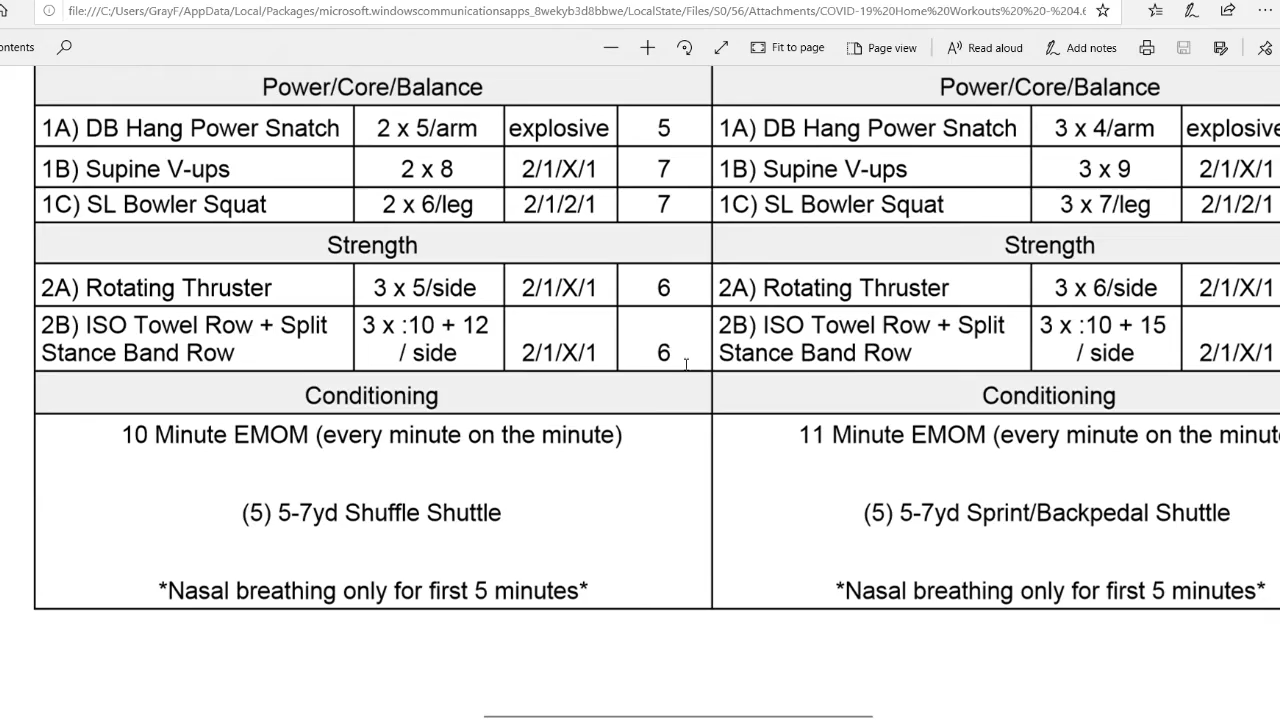 file:///C:/Users/GrayF/AppData/Local/Packages/microsoft.windowscommunicationsapps_8wekyb3d8bbwe/LocalState/Files/S0/56/Attachments/COVID-19%20Home%20Workouts%20%20-%204.6
ontents Fit to page Page view Read aloud Add notes
Power/Core/Balance Power/Core/Balance
1A) DB Hang Power Snatch 2 x 5/arm explosive 5 1A) DB Hang Power Snatch 3 x 4/arm explosive
1B) Supine V-ups 2 x 8 2/1/X/1 7 1B) Supine V-ups 3 x 9 2/1/X/1
1C) SL Bowler Squat 2 x 6/leg 2/1/2/1 7 1C) SL Bowler Squat 3 x 7/leg 2/1/2/1
Strength Strength
2A) Rotating Thruster 3 x 5/side 2/1/X/1 6 2A) Rotating Thruster 3 x 6/side 2/1/X/1
2B) ISO Towel Row + Split 3 x :10 + 12 2B) ISO Towel Row + Split 3 x :10 + 15
Stance Band Row / side 2/1/X/1 6 Stance Band Row / side 2/1/X/1
Conditioning Conditioning
10 Minute EMOM (every minute on the minute) 11 Minute EMOM (every minute on the minut
(5) 5-7yd Shuffle Shuttle (5) 5-7yd Sprint/Backpedal Shuttle
*Nasal breathing only for first 5 minutes* *Nasal breathing only for first 5 minutes*